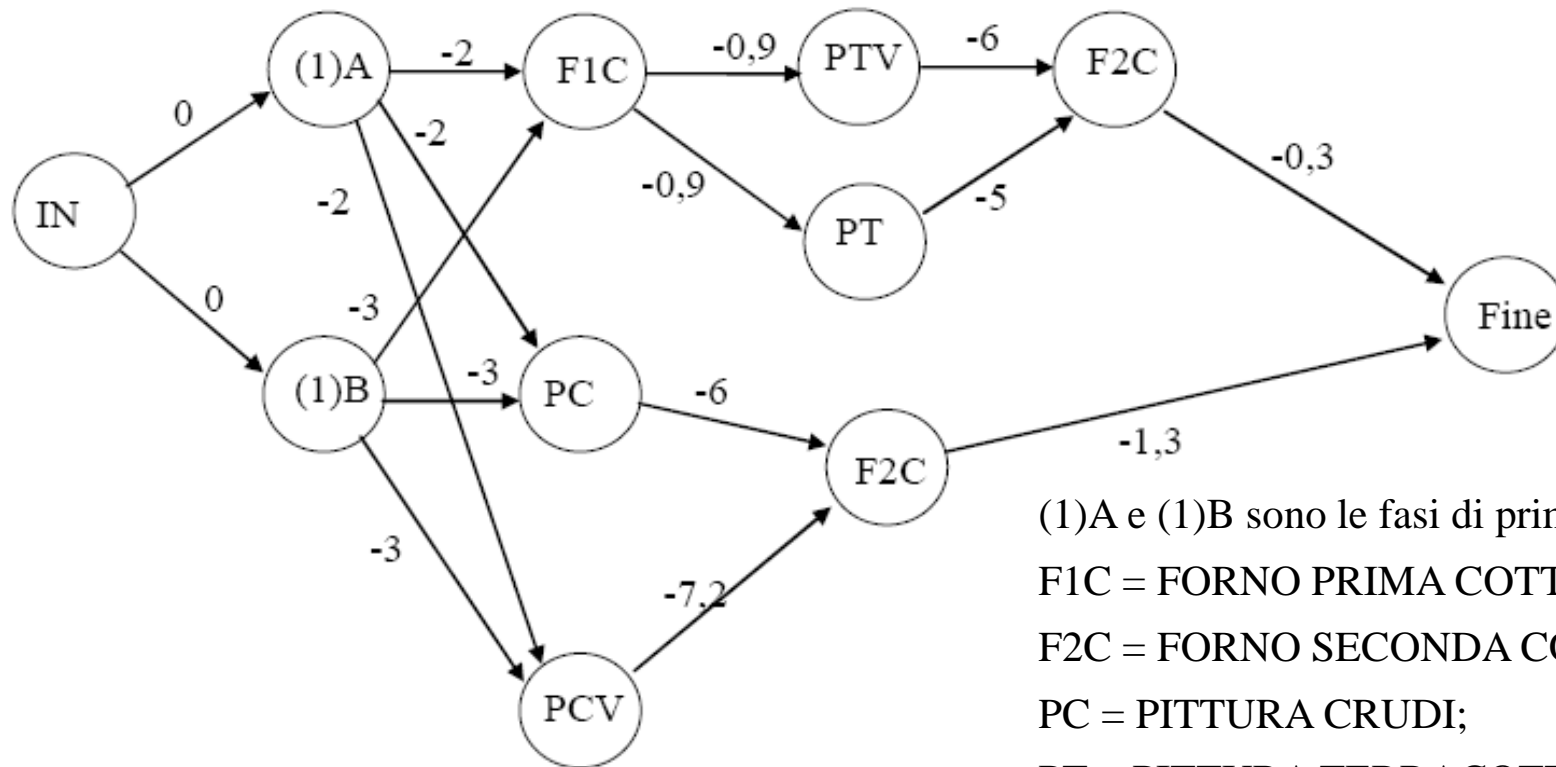 (1)A
-2
F1C
-0,9
PTV
-6
F2C
0
-2
-0,3
IN
-2
-0,9
PT
-5
0
-3
Fine
(1)B
-3
PC
-6
-1,3
F2C
-3
-7,2
PCV
(1)A e (1)B sono le fasi di
F1C = FORNO PRIMA
F2C = FORNO SECONDA
PC = PITTURA CRUDI;